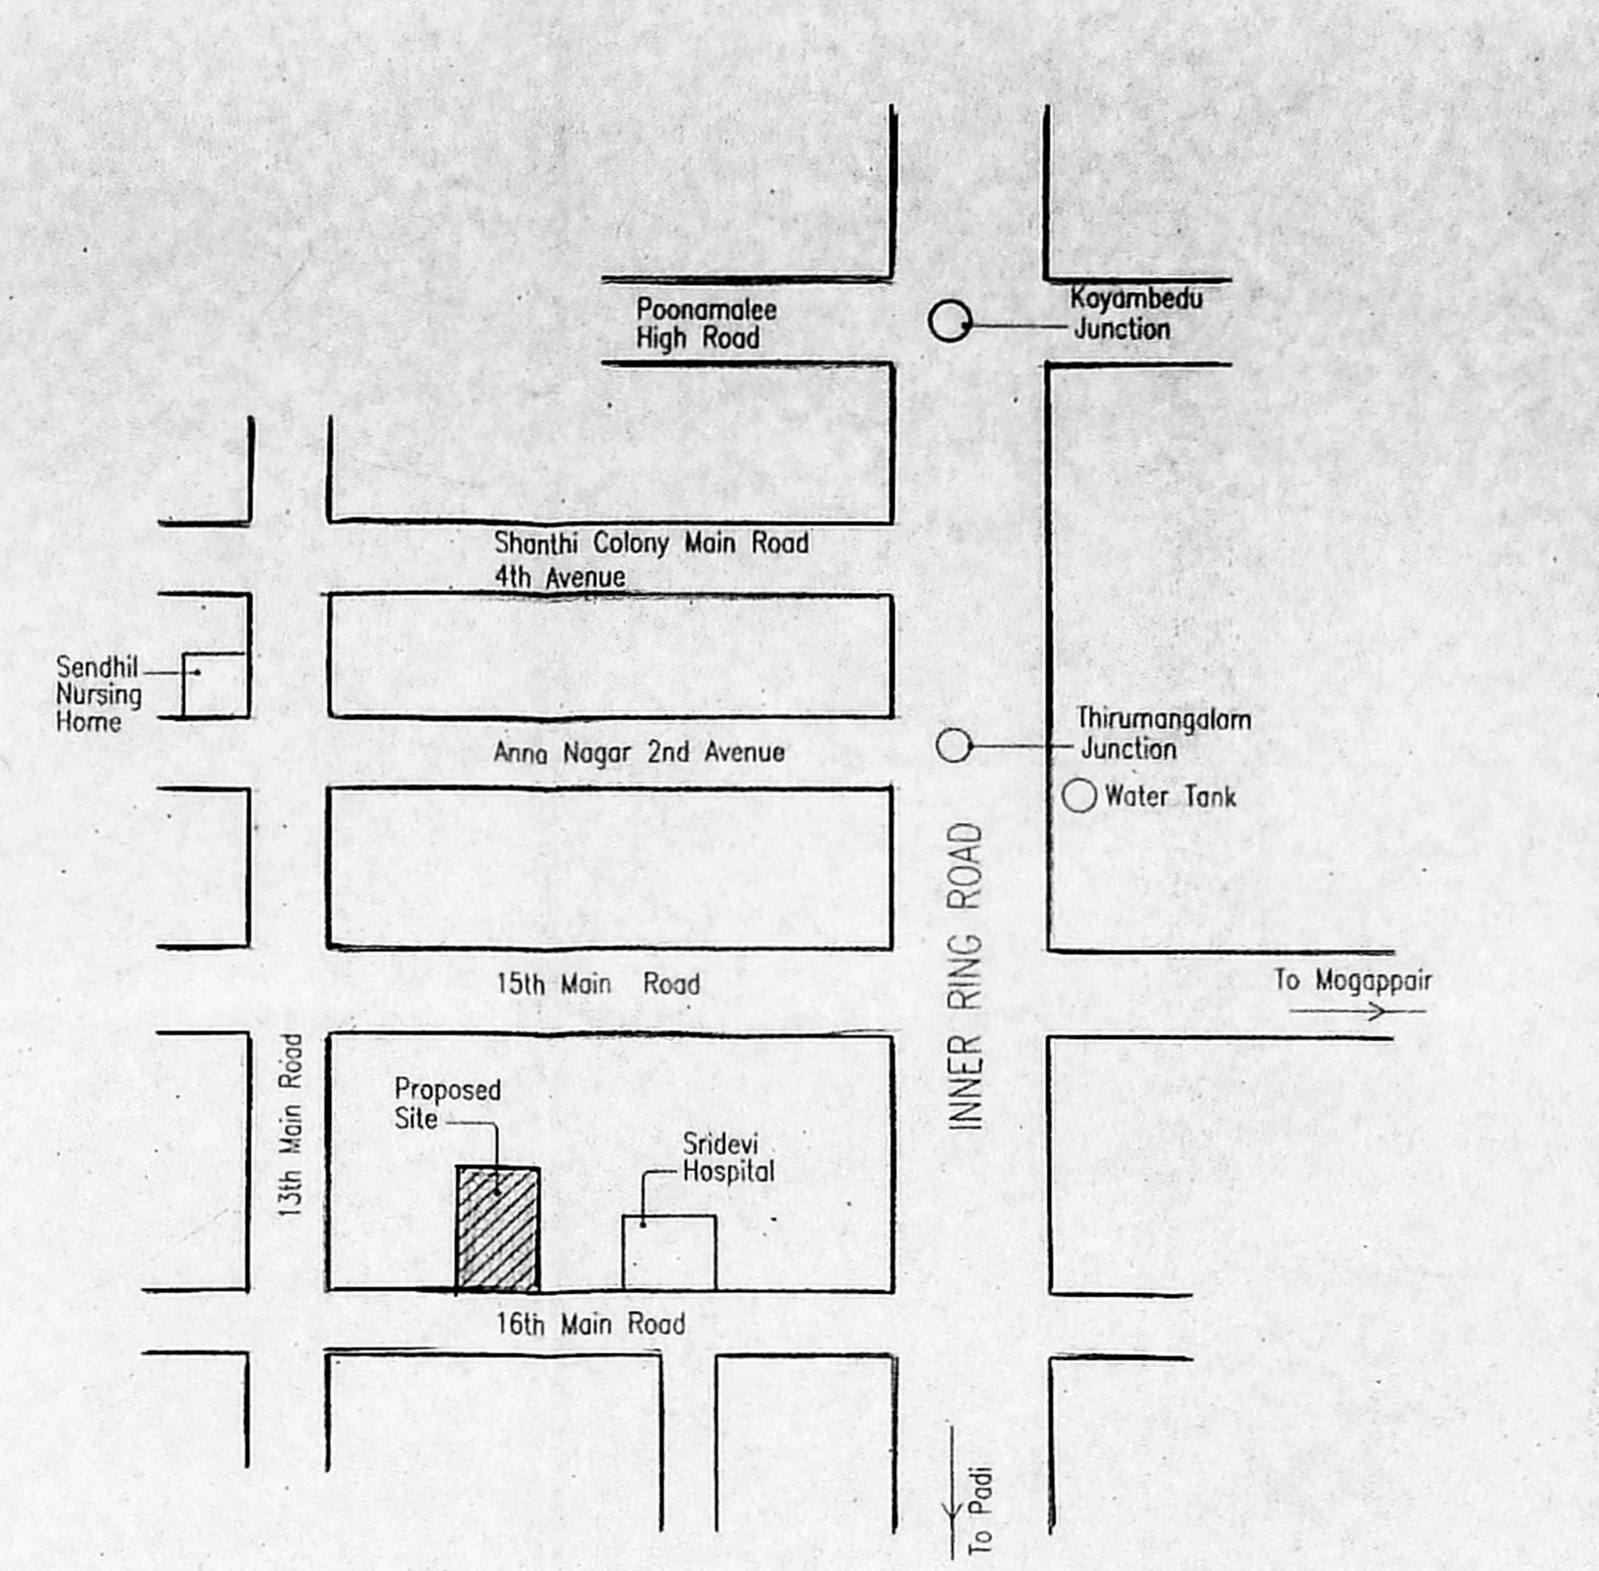 Poonamalee
High Road
Koyambedu
Junction
Shanthi Colony Main Road
4th Avenue
Sendhil
Nursing
Home
Anna Nagar 2nd Avenue
Thirumangalam
Junction
Water Tank
INNER RING ROAD
15th Main Road
To Mogappair
13th Main Road
Proposed
Site
Sridevi
Hospital
16th Main Road
To Padi